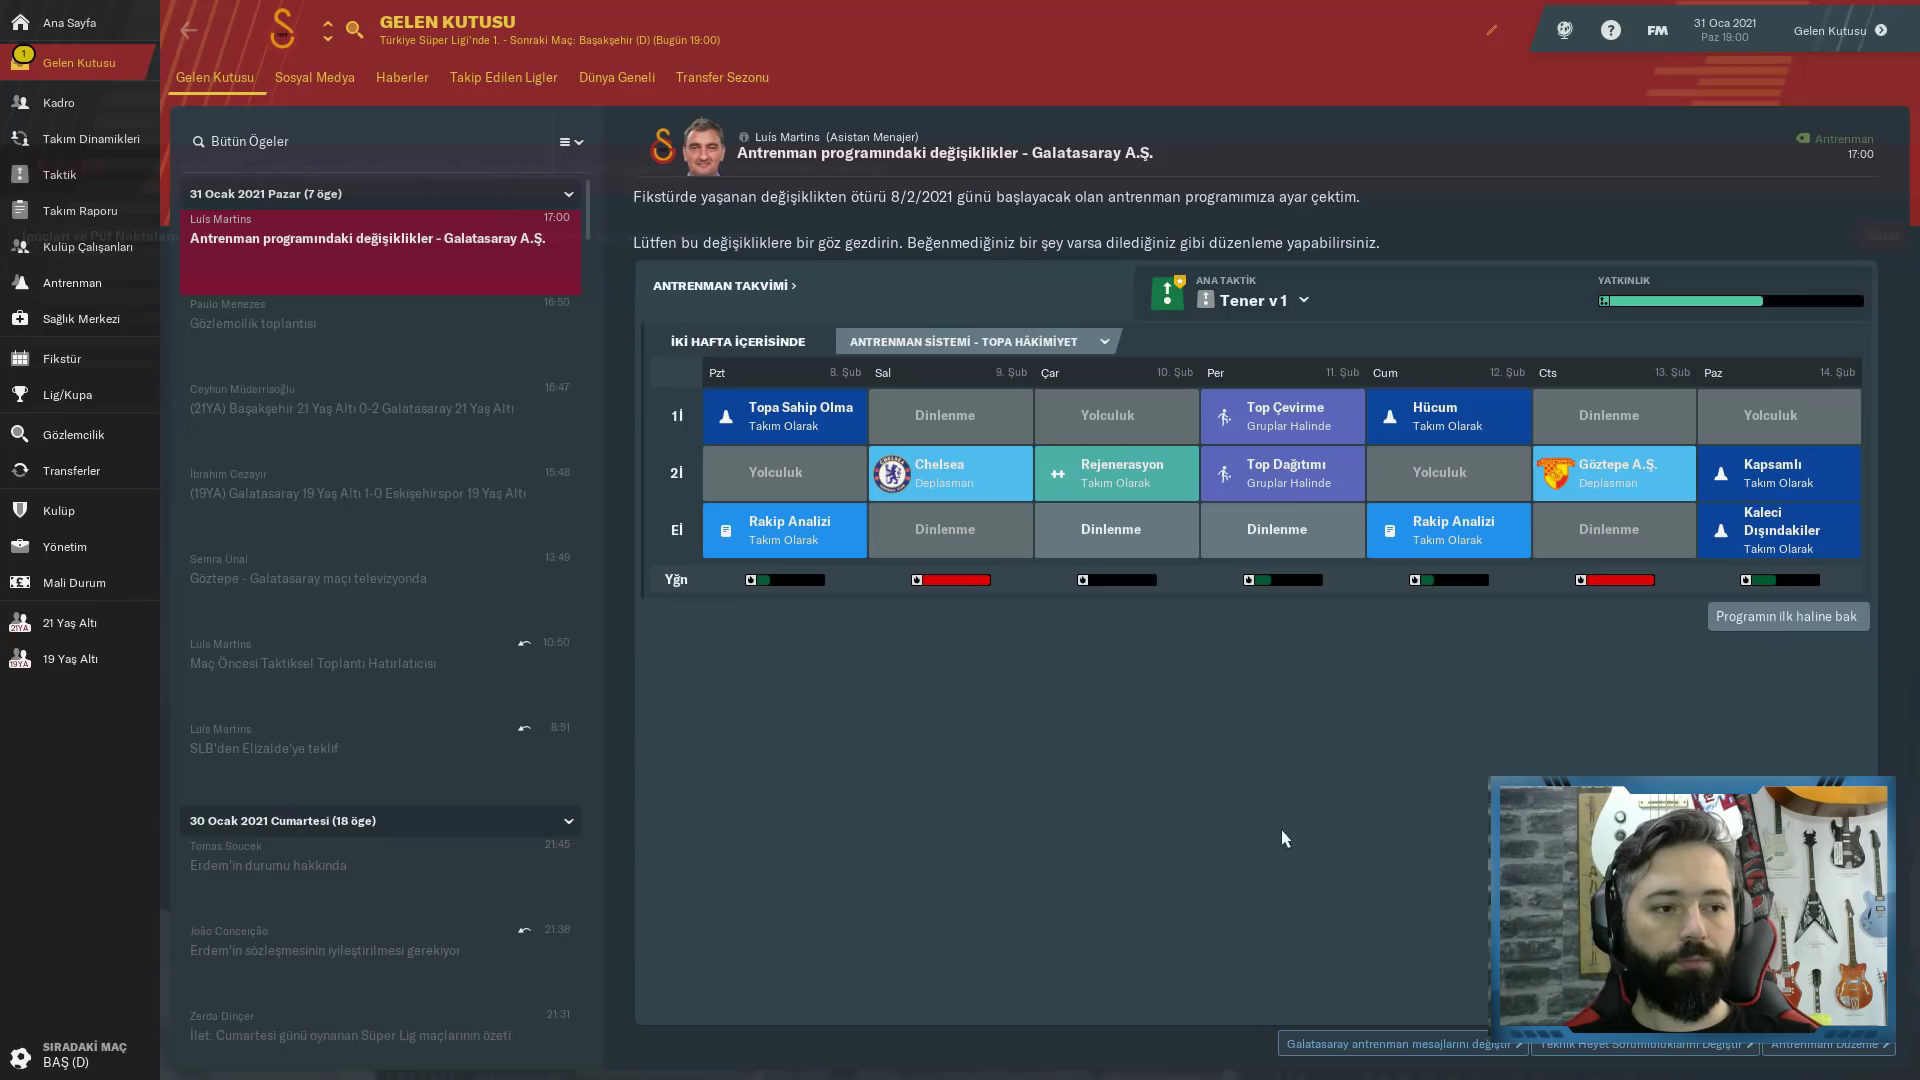 Ana Sayfa
1
Gelen Kutusu
Kadro
Takım Dinamikleri
Taktik
Takım Raporu
Kulüp Çalışanları
Antrenman
Sağlık Merkezi
Fikstür
Lig/Kupa
Gözlemcilik
Transferler
Kulüp
Yönetim
Mali Durum
21YA
21 Yaş Altı
19YA
19 Yaş Altı
SIRADAKİ MAÇ
BAŞ (D)
GELEN KUTUSU
Türkiye Süper Ligi'nde 1. - Sonraki Maç: Başakşehir (D) (Bugün 19:00)
FM
31 Oca 2021
Paz 19:00
Gelen Kutusu
Gelen Kutusu
Sosyal Medya
Haberler
Takip Edilen Ligler
Dünya Geneli
Transfer Sezonu
Bütün Ögeler
31 Ocak 2021 Pazar (7 öge)
Luís Martins 17:00
Antrenman programındaki değişiklikler - Galatasaray A.Ş.
Paulo Menezes 16:50
Gözlemcilik toplantısı
Ceyhun Müderrisoğlu 16:47
(21YA) Başakşehir 21 Yaş Altı 0-2 Galatasaray 21 Yaş Altı
İbrahim Cezayir 15:48
(19YA) Galatasaray 19 Yaş Altı 1-0 Eskişehirspor 19 Yaş Altı
Semra Ünal 13:49
Göztepe - Galatasaray maçı televizyonda
Luís Martins 10:50
Maç Öncesi Taktiksel Toplantı Hatırlatıcısı
Luís Martins 8:51
SLB'den Elizalde'ye teklif
30 Ocak 2021 Cumartesi (18 öge)
Tomas Soucek 21:45
Erdem'in durumu hakkında
João Conceição 21:38
Erdem'in sözleşmesinin iyileştirilmesi gerekiyor
Zerda Dinçer 21:31
İlet: Cumartesi günü oynanan Süper Lig maçlarının özeti
Luís Martins (Asistan Menajer)
Antrenman programındaki değişiklikler - Galatasaray A.Ş.
Antrenman
17:00
Fikstürde yaşanan değişiklikten ötürü 8/2/2021 günü başlayacak olan antrenman programımıza ayar çektim.
Lütfen bu değişikliklere bir göz gezdirin. Beğenmediğiniz bir şey varsa dilediğiniz gibi düzenleme yapabilirsiniz.
ANTRENMAN TAKVİMİ
ANA TAKTİK
Tener v 1
YATKINLIK
İKİ HAFTA İÇERİSİNDE
ANTRENMAN SİSTEMİ - TOPA HÂKİMİYET
Pzt 8. Şub Sal 9. Şub Çar 10. Şub Per 11. Şub Cum 12. Şub Cts 13. Şub Paz 14. Şub
1İ
Topa Sahip Olma
Takım Olarak
Dinlenme
Yolculuk
Top Çevirme
Gruplar Halinde
Hücum
Takım Olarak
Dinlenme
Yolculuk
2İ
Yolculuk
Chelsea
Deplasman
Rejenerasyon
Takım Olarak
Top Dağıtımı
Gruplar Halinde
Yolculuk
Göztepe A.Ş.
Deplasman
Kapsamlı
Takım Olarak
Eİ
Rakip Analizi
Takım Olarak
Dinlenme
Dinlenme
Dinlenme
Rakip Analizi
Takım Olarak
Dinlenme
Kaleci
Dışındakiler
Takım Olarak
Yğn
Programın ilk haline bak
Galatasaray antrenman mesajlarını değiştir
Teknik Heyet Sorumluluklarını Değiştir
Antrenmanı Düzenle